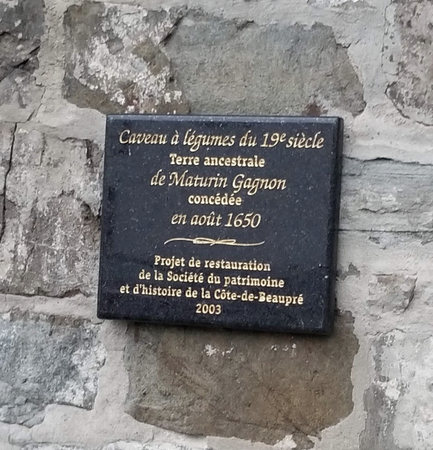 Caveau à légumes du 19e siècle
Terre ancestrale
de Maturin Gagnon
concédée
en août 1650
Projet de restauration
de la Société du patrimoine
et d'histoire de la Côte-de-Beaupré
2003